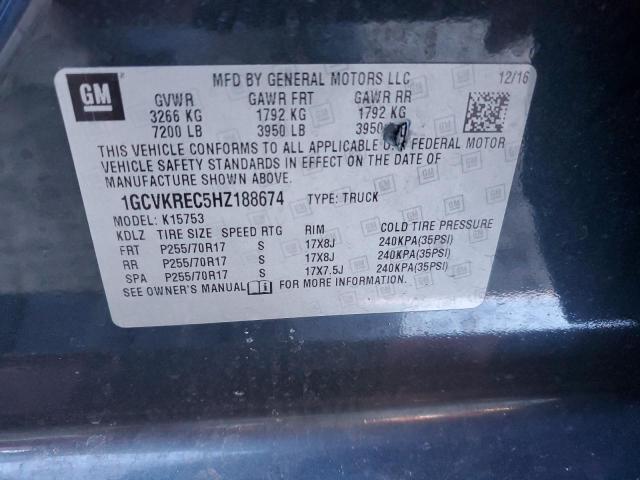 GM
MFD BY GENERAL MOTORS LLC 12/16
GVWR GAWR FRT GAWR RR
3266 KG 1792 KG 1792 KG
7200 LB 3950 LB 3950
THIS VEHICLE CONFORMS TO ALL APPLICABLE FEDERAL MOTOR
VEHICLE SAFETY STANDARDS IN EFFECT ON THE DATE OF
MANUFACTURE SHOWN ABOVE.
1GCVKREC5HZ188674 TYPE: TRUCK
MODEL: K15753
KDLZ TIRE SIZE SPEED RTG RIM COLD TIRE PRESSURE
FRT P255/70R17 S 17X8J 240KPA(35PSI)
RR P255/70R17 S 17X8J 240KPA(35PSI)
SPA P255/70R17 S 17X7.5J 240KPA(35PSI)
SEE OWNER'S MANUAL FOR MORE INFORMATION.